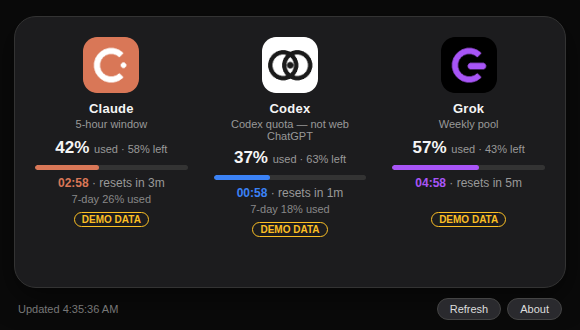 Claude
5-hour window
42% used · 58% left
02:58 · resets in 3m
7-day 26% used
DEMO DATA
Codex
Codex quota — not web
ChatGPT
37% used · 63% left
00:58 · resets in 1m
7-day 18% used
DEMO DATA
Grok
Weekly pool
57% used · 43% left
04:58 · resets in 5m
DEMO DATA
Updated 4:35:36 AM
Refresh
About